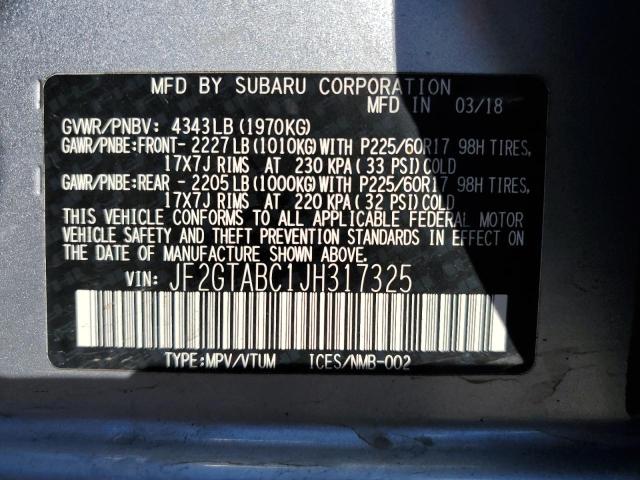 MFD BY SUBARU CORPORATION
MFD IN 03/18
GVWR/PNBV: 4343LB (1970KG)
GAWR/PNBE:FRONT- 2227LB (1010KG)WITH P225/60R17 98H TIRES,
17X7J RIMS AT 230 KPA (33 PSI)COLD
GAWR/PNBE:REAR - 2205LB (1000KG)WITH P225/60R17 98H TIRES,
17X7J RIMS AT 220 KPA (32 PSI)COLD
THIS VEHICLE CONFORMS TO ALL APPLICABLE FEDERAL MOTOR
VEHICLE SAFETY AND THEFT PREVENTION STANDARDS IN EFFECT ON
THE DATE OF MANUFACTURE SHOWN ABOVE.
VIN: JF2GTABC1JH317325
TYPE:MPV/VTUM ICES/NMB-002